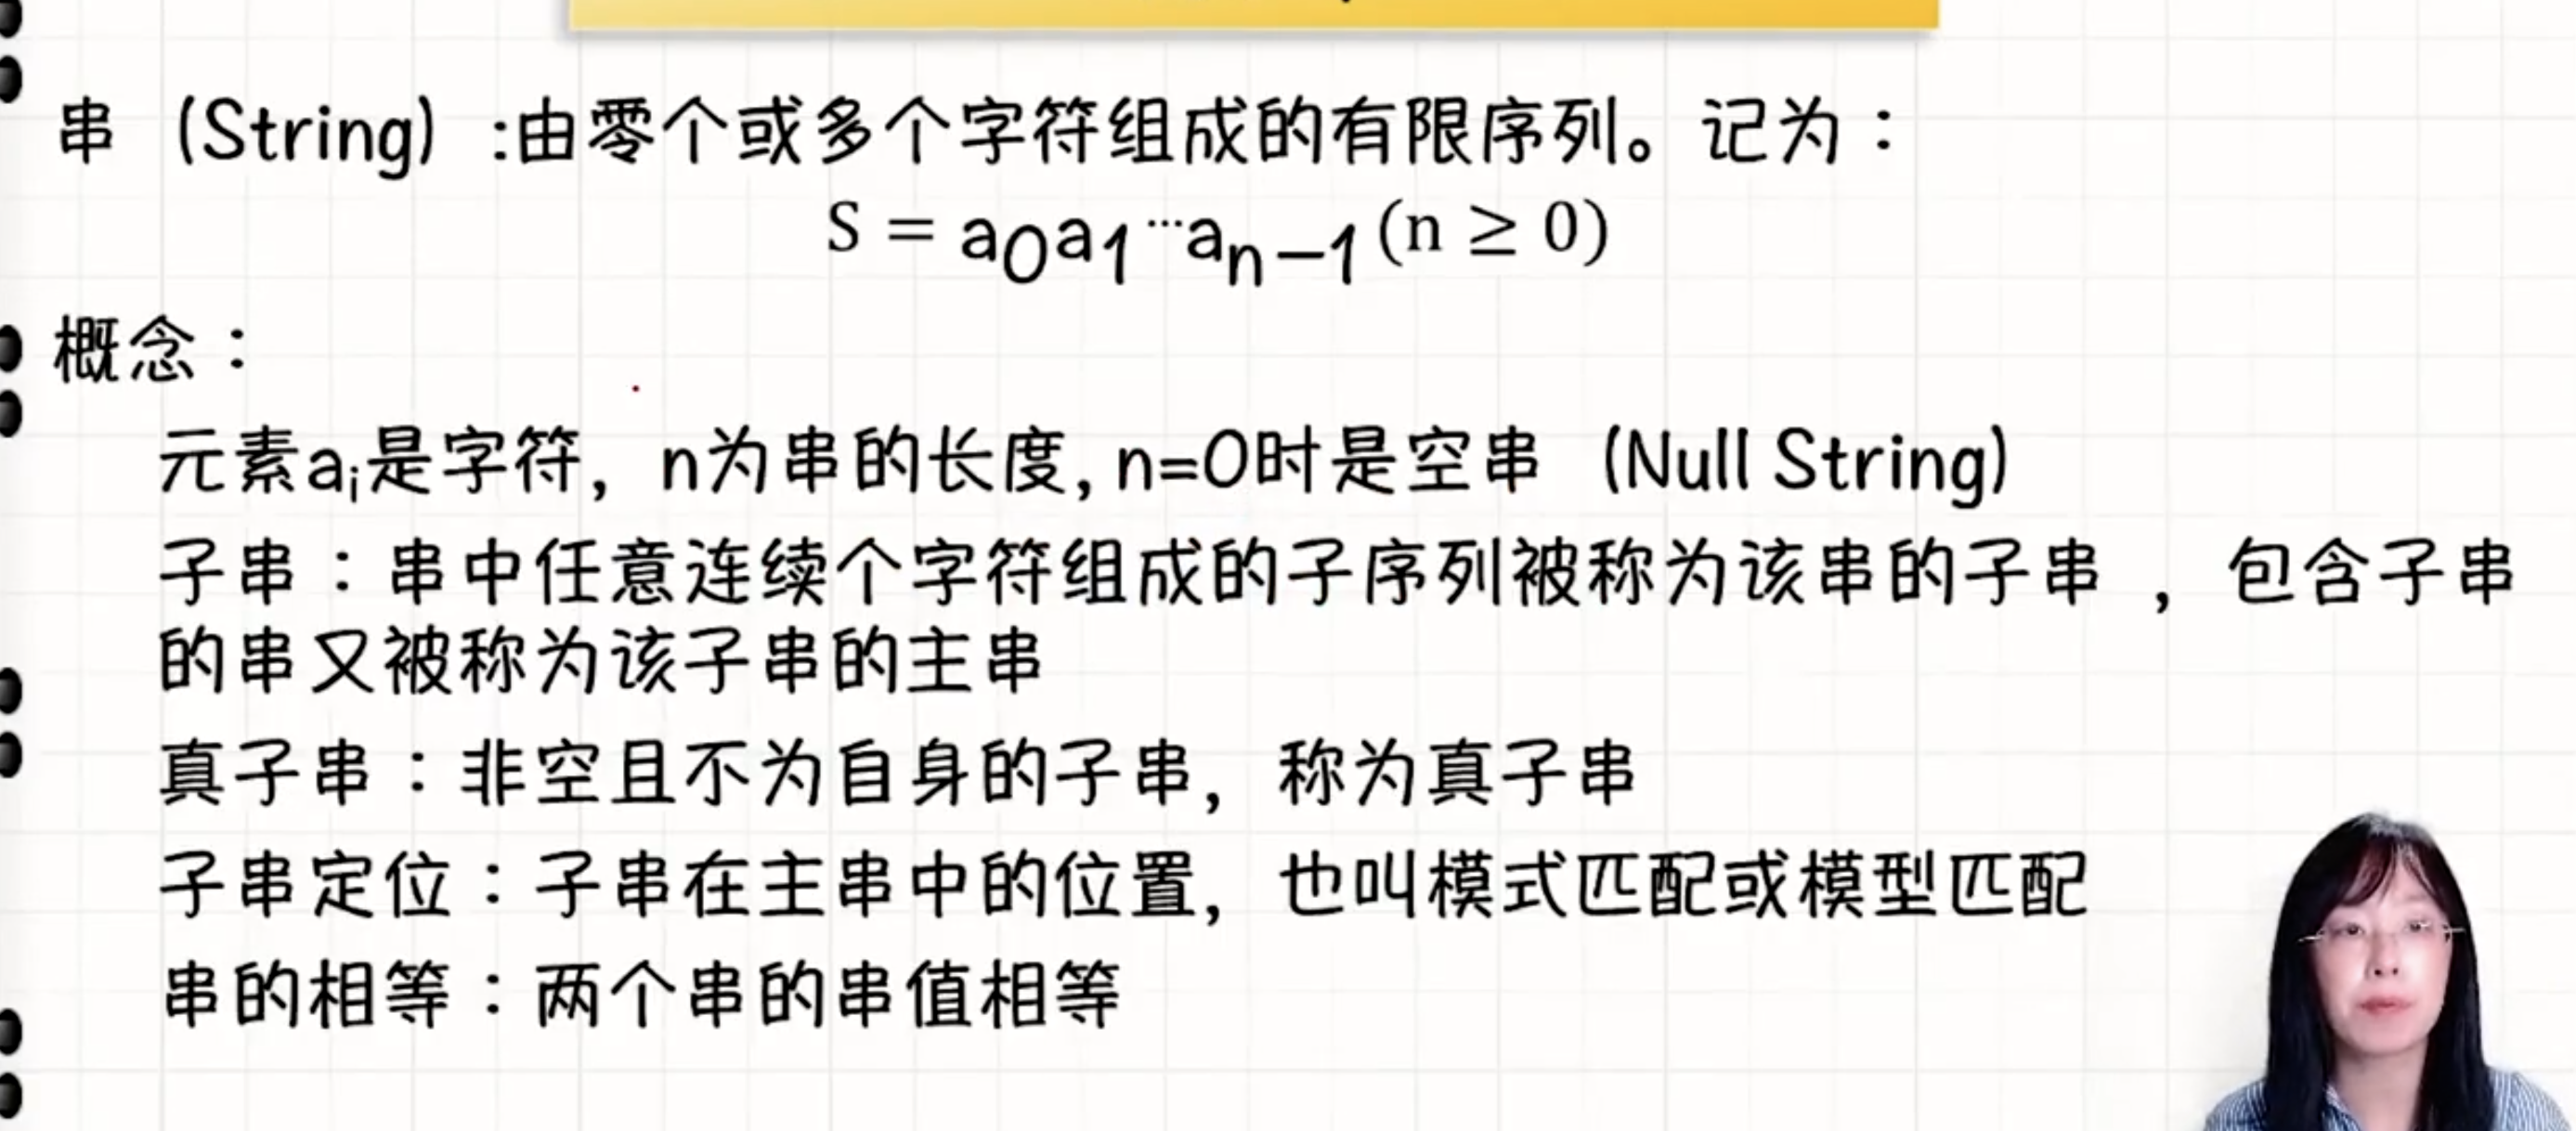 串 (String) :由零个或多个字符组成的有限序列。记为：
S = a₀a₁…aₙ₋₁(n ≥ 0)
概念：
元素aᵢ是字符，n为串的长度, n=0时是空串 (Null String)
子串：串中任意连续个字符组成的子序列被称为该串的子串 ，包含子串
的串又被称为该子串的主串
真子串：非空且不为自身的子串，称为真子串
子串定位：子串在主串中的位置，也叫模式匹配或模型匹配
串的相等：两个串的串值相等